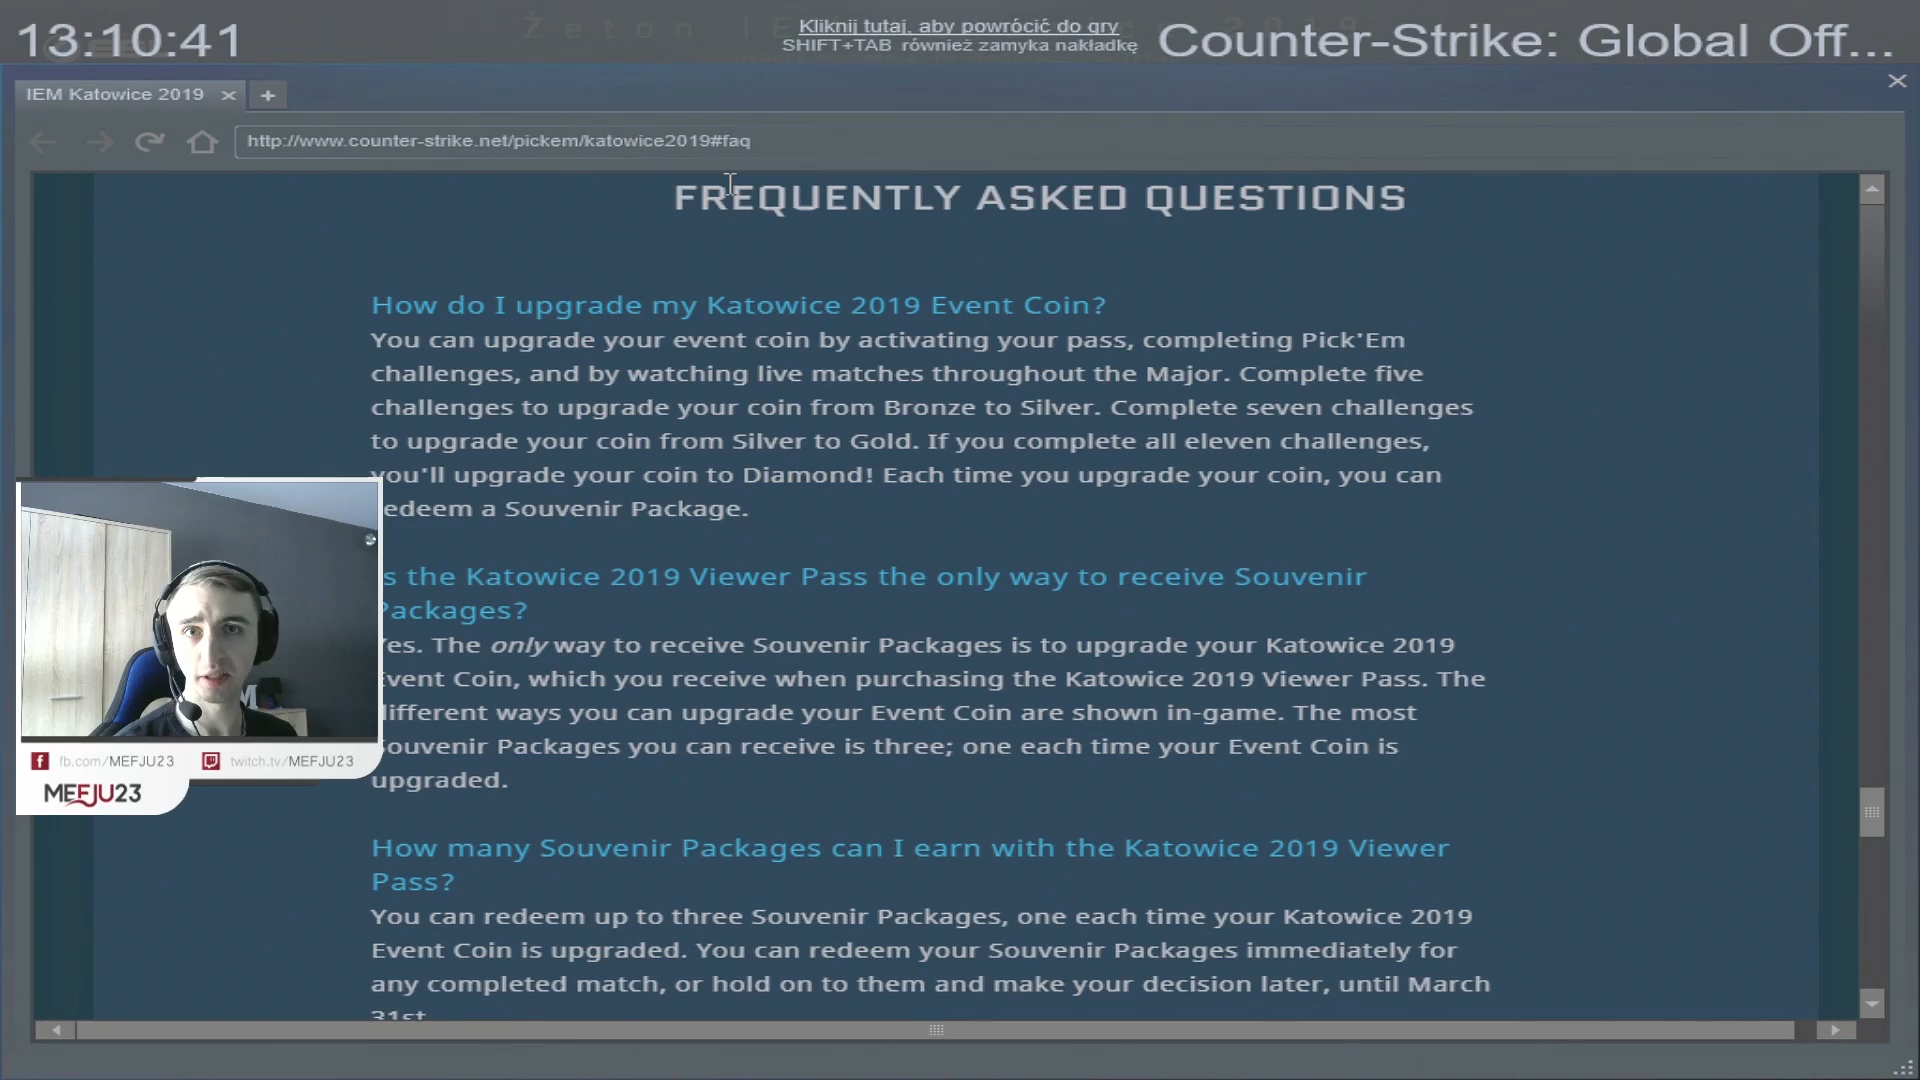 13:10:41
Kliknij tutaj, aby powrócić do gry
SHIFT+TAB również zamyka nakładkę
Counter-Strike: Global Off...
IEM Katowice 2019
http://www.counter-strike.net/pickem/katowice2019#faq
FREQUENTLY ASKED QUESTIONS
How do I upgrade my Katowice 2019 Event Coin?
You can upgrade your event coin by activating your pass, completing Pick'Em
challenges, and by watching live matches throughout the Major. Complete five
challenges to upgrade your coin from Bronze to Silver. Complete seven challenges
to upgrade your coin from Silver to Gold. If you complete all eleven challenges,
you'll upgrade your coin to Diamond! Each time you upgrade your coin, you can
edeem a Souvenir Package.
s the Katowice 2019 Viewer Pass the only way to receive Souvenir
Packages?
Yes. The only way to receive Souvenir Packages is to upgrade your Katowice 2019
Event Coin, which you receive when purchasing the Katowice 2019 Viewer Pass. The
different ways you can upgrade your Event Coin are shown in-game. The most
Souvenir Packages you can receive is three; one each time your Event Coin is
upgraded.
How many Souvenir Packages can I earn with the Katowice 2019 Viewer
Pass?
You can redeem up to three Souvenir Packages, one each time your Katowice 2019
Event Coin is upgraded. You can redeem your Souvenir Packages immediately for
any completed match, or hold on to them and make your decision later, until March
31st
fb.com/MEFJU23
twitch.tv/MEFJU23
MEFJU23